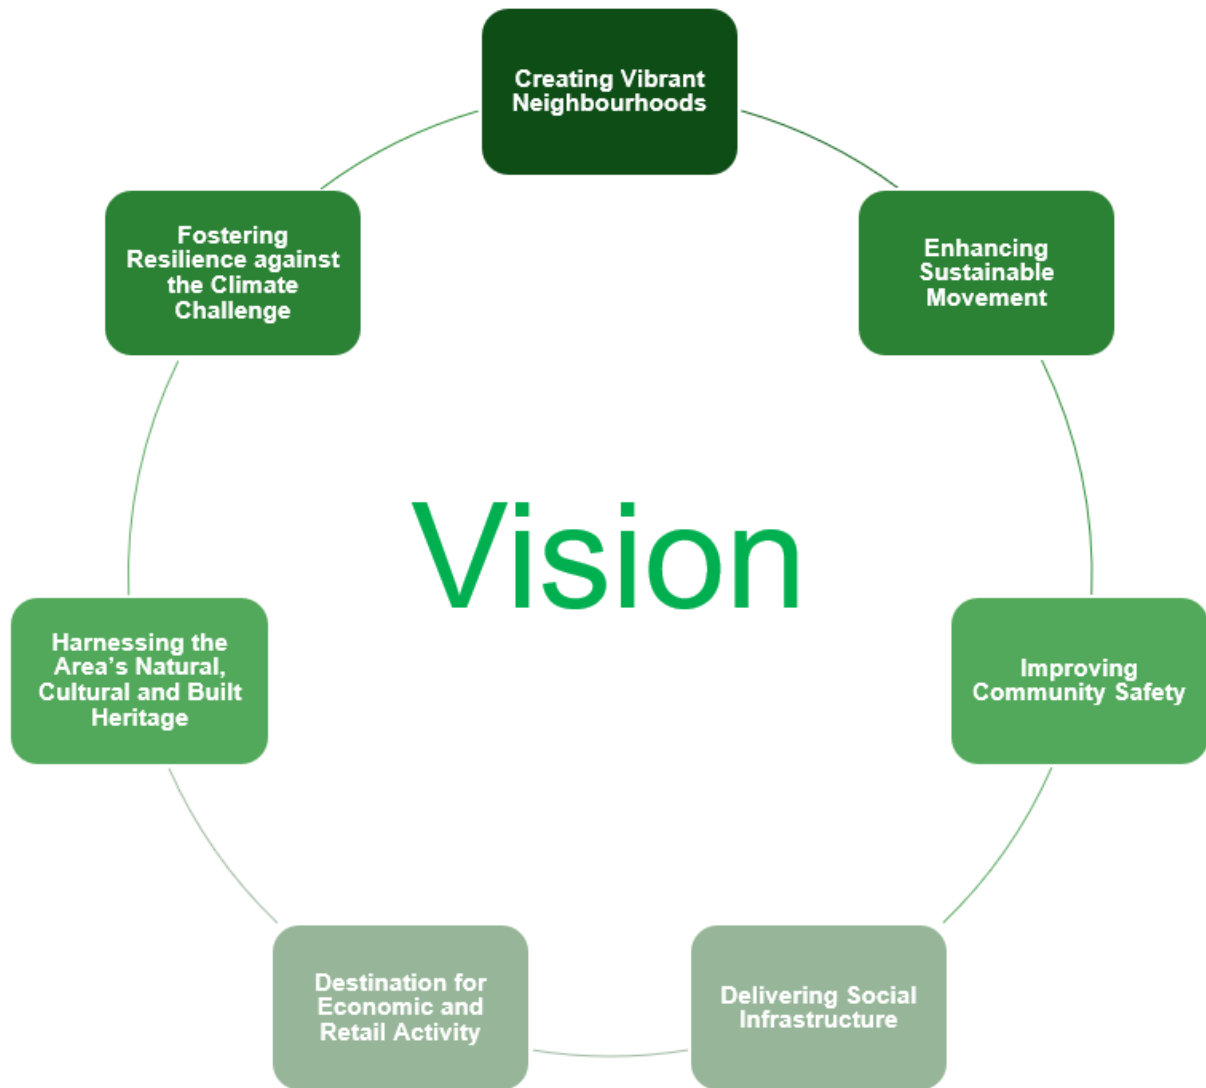 Creating Vibrant
Neighbourhoods
Enhancing
Sustainable
Movement
Improving
Community Safety
Delivering Social
Infrastructure
Destination for
Economic and
Retail Activity
Harnessing the
Area’s Natural,
Cultural and Built
Heritage
Fostering
Resilience against
the Climate
Challenge
Vision